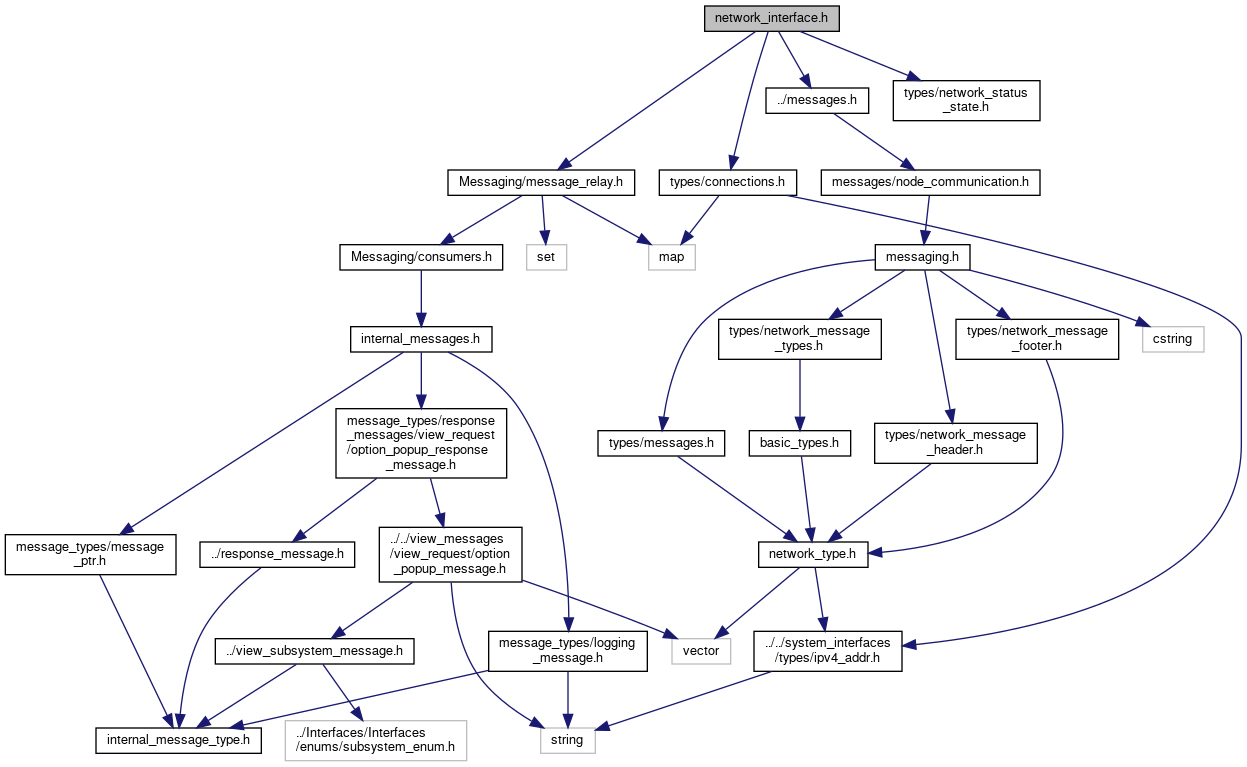 network_interface.h
../messages.h
types/network_status
_state.h
Messaging/message_relay.h
types/connections.h
messages/node_communication.h
Messaging/consumers.h
set
map
messaging.h
internal_messages.h
types/network_message
_types.h
types/network_message
_footer.h
cstring
message_types/response
_messages/view_request
/option_popup_response
_message.h
types/messages.h
basic_types.h
types/network_message
_header.h
message_types/message
_ptr.h
../response_message.h
../../view_messages
/view_request/option
_popup_message.h
network_type.h
../view_subsystem_message.h
message_types/logging
_message.h
vector
../../system_interfaces
/types/ipv4_addr.h
internal_message_type.h
../Interfaces/Interfaces
/enums/subsystem_enum.h
string